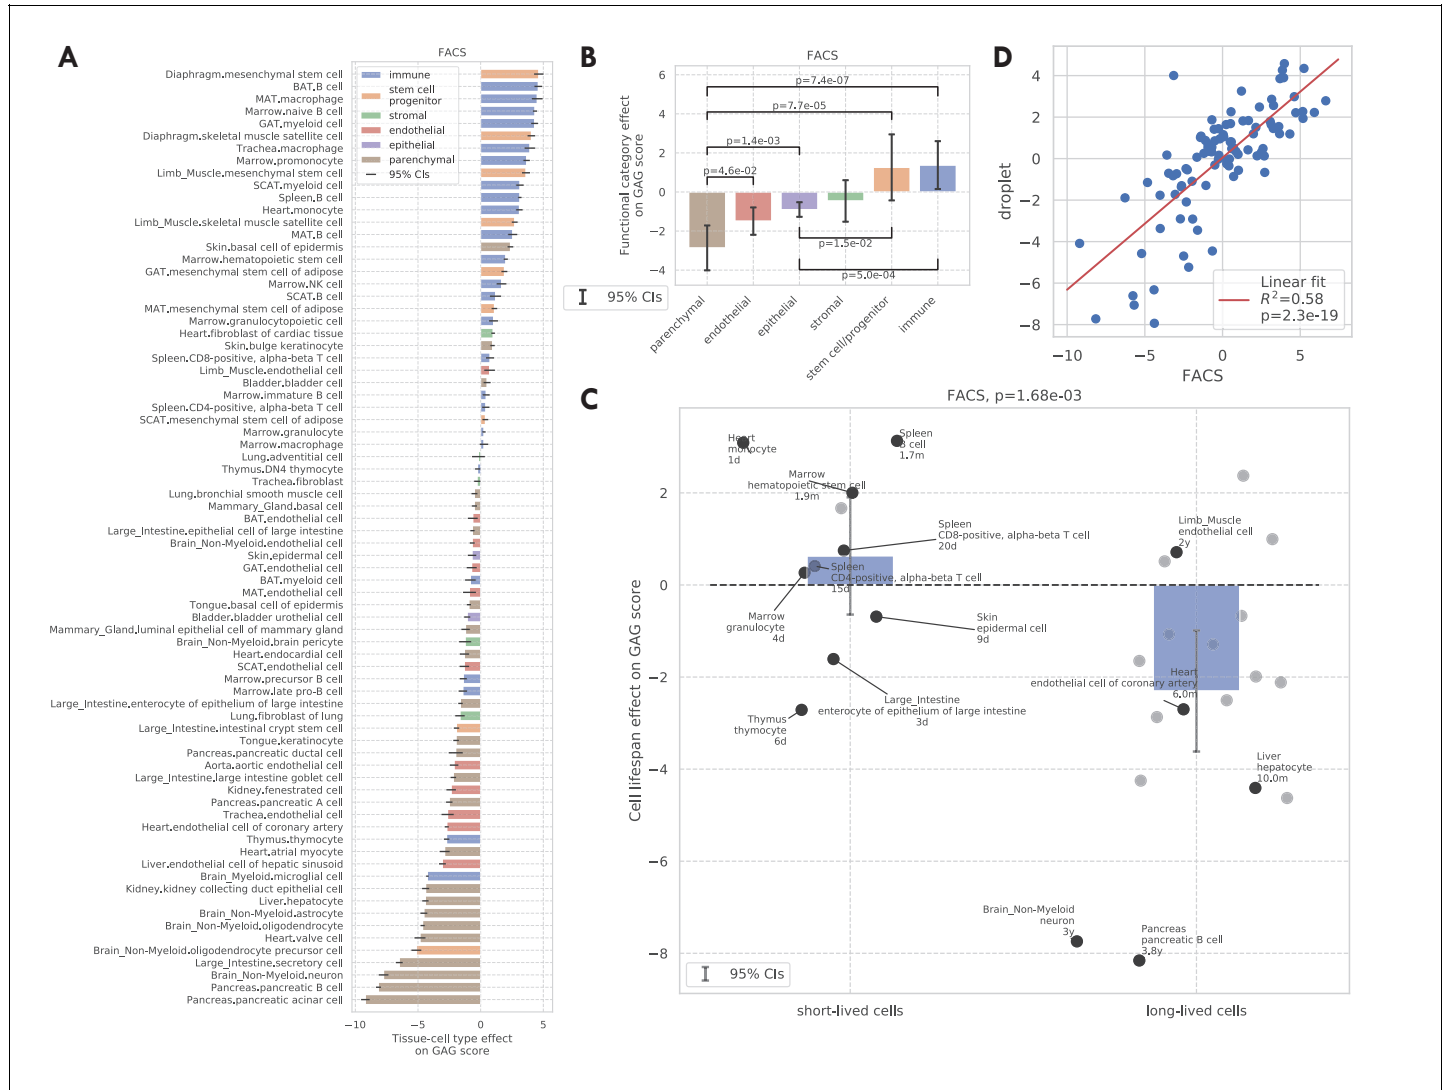 A
FACS
Diaphragm.mesenchymal stem cell
BAT.B cell
MAT.macrophage
Marrow.naive B cell
GAT.myeloid cell
Diaphragm.skeletal muscle satellite cell
Trachea.macrophage
Marrow.promonocyte
Limb_Muscle.mesenchymal stem cell
SCAT.myeloid cell
Spleen.B cell
Heart.monocyte
Limb_Muscle.skeletal muscle satellite cell
MAT.B cell
Skin.basal cell of epidermis
Marrow.hematopoietic stem cell
GAT.mesenchymal stem cell of adipose
Marrow.NK cell
SCAT.B cell
MAT.mesenchymal stem cell of adipose
Marrow.granulocytopoietic cell
Heart.fibroblast of cardiac tissue
Skin.bulge keratinocyte
Spleen.CD8-positive, alpha-beta T cell
Limb_Muscle.endothelial cell
Bladder.bladder cell
Marrow.immature B cell
Spleen.CD4-positive, alpha-beta T cell
SCAT.mesenchymal stem cell of adipose
Marrow.granulocyte
Marrow.macrophage
Lung.adventitial cell
Thymus.DN4 thymocyte
Trachea.fibroblast
Lung.bronchial smooth muscle cell
Mammary_Gland.basal cell
BAT.endothelial cell
Large_Intestine.epithelial cell of large intestine
Brain_Non-Myeloid.endothelial cell
Skin.epidermal cell
GAT.endothelial cell
BAT.myeloid cell
MAT.endothelial cell
Tongue.basal cell of epidermis
Bladder.bladder urothelial cell
Mammary_Gland.luminal epithelial cell of mammary gland
Brain_Non-Myeloid.brain pericyte
Heart.endocardial cell
SCAT.endothelial cell
Marrow.precursor B cell
Marrow.late pro-B cell
Large_Intestine.enterocyte of epithelium of large intestine
Lung.fibroblast of lung
Large_Intestine.intestinal crypt stem cell
Tongue.keratinocyte
Pancreas.pancreatic ductal cell
Aorta.aortic endothelial cell
Large_Intestine.large intestine goblet cell
Kidney.fenestrated cell
Pancreas.pancreatic A cell
Trachea.endothelial cell
Heart.endothelial cell of coronary artery
Thymus.thymocyte
Heart.atrial myocyte
Liver.endothelial cell of hepatic sinusoid
Brain_Myeloid.microglial cell
Kidney.kidney collecting duct epithelial cell
Liver.hepatocyte
Brain_Non-Myeloid.astrocyte
Brain_Non-Myeloid.oligodendrocyte
Heart.valve cell
Brain_Non-Myeloid.oligodendrocyte precursor cell
Large_Intestine.secretory cell
Brain_Non-Myeloid.neuron
Pancreas.pancreatic B cell
Pancreas.pancreatic acinar cell
immune
stem cell
progenitor
stromal
endothelial
epithelial
parenchymal
95% CIs
−10 −5 0 5
Tissue-cell type effect
on GAG score
B
FACS
Functional category effect
on GAG score
6
4
2
0
−2
−4
p=7.4e-07
p=7.7e-05
p=1.4e-03
p=4.6e-02
p=1.5e-02
p=5.0e-04
95% CIs
parenchymal
endothelial
epithelial
stromal
stem cell/progenitor
immune
D
droplet
4
2
0
−2
−4
−6
−8
Linear fit
R²=0.58
p=2.3e-19
−10 −5 0 5
FACS
C
FACS, p=1.68e-03
Cell lifespan effect on GAG score
2
0
−2
−4
−6
−8
Heart
monocyte
1d
Spleen
B cell
1.7m
Marrow
hematopoietic stem cell
1.9m
Spleen
CD8-positive, alpha-beta T cell
20d
Spleen
CD4-positive, alpha-beta T cell
15d
Marrow
granulocyte
4d
Skin
epidermal cell
9d
Large_Intestine
enterocyte of epithelium of large intestine
3d
Thymus
thymocyte
6d
Limb_Muscle
endothelial cell
2y
Heart
endothelial cell of coronary artery
6.0m
Liver
hepatocyte
10.0m
Brain_Non-Myeloid
neuron
3y
Pancreas
pancreatic B cell
3.8y
95% CIs
short-lived cells
long-lived cells